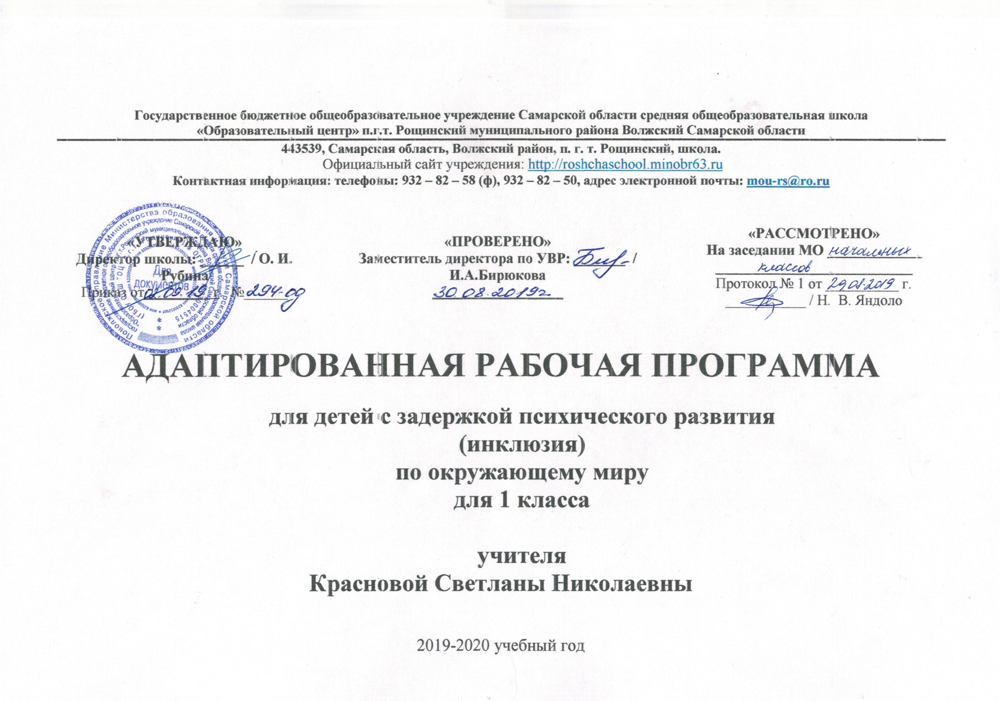 Государственное бюджетное общеобразовательное учреждение Самарской области средняя общеобразовательная школа
«Образовательный центр» п.г.т. Рощинский муниципального района Волжский Самарской области
443539, Самарская область, Волжский район, п. г. т. Рощинский, школа.
Официальный сайт учреждения: http://roshchaschool.minobr63.ru
Контактная информация: телефоны: 932 – 82 – 58 (ф), 932 – 82 – 50, адрес электронной почты: mou-rs@ro.ru
«УТВЕРЖДАЮ»
Директор школы: / О. И.
Рубина
Приказ от 02.09.19 г. № 294-од
Для
документов
«ПРОВЕРЕНО»
Заместитель директора по УВР: /
И.А.Бирюкова
30.08.2019г
«РАССМОТРЕНО»
На заседании МО начальных
классов
Протокол № 1 от 29.08.2019 г.
/ Н. В. Яндоло
АДАПТИРОВАННАЯ РАБОЧАЯ ПРОГРАММА
для детей с задержкой психического развития
(инклюзия)
по окружающему миру
для 1 класса
учителя
Красновой Светланы Николаевны
2019-2020 учебный год